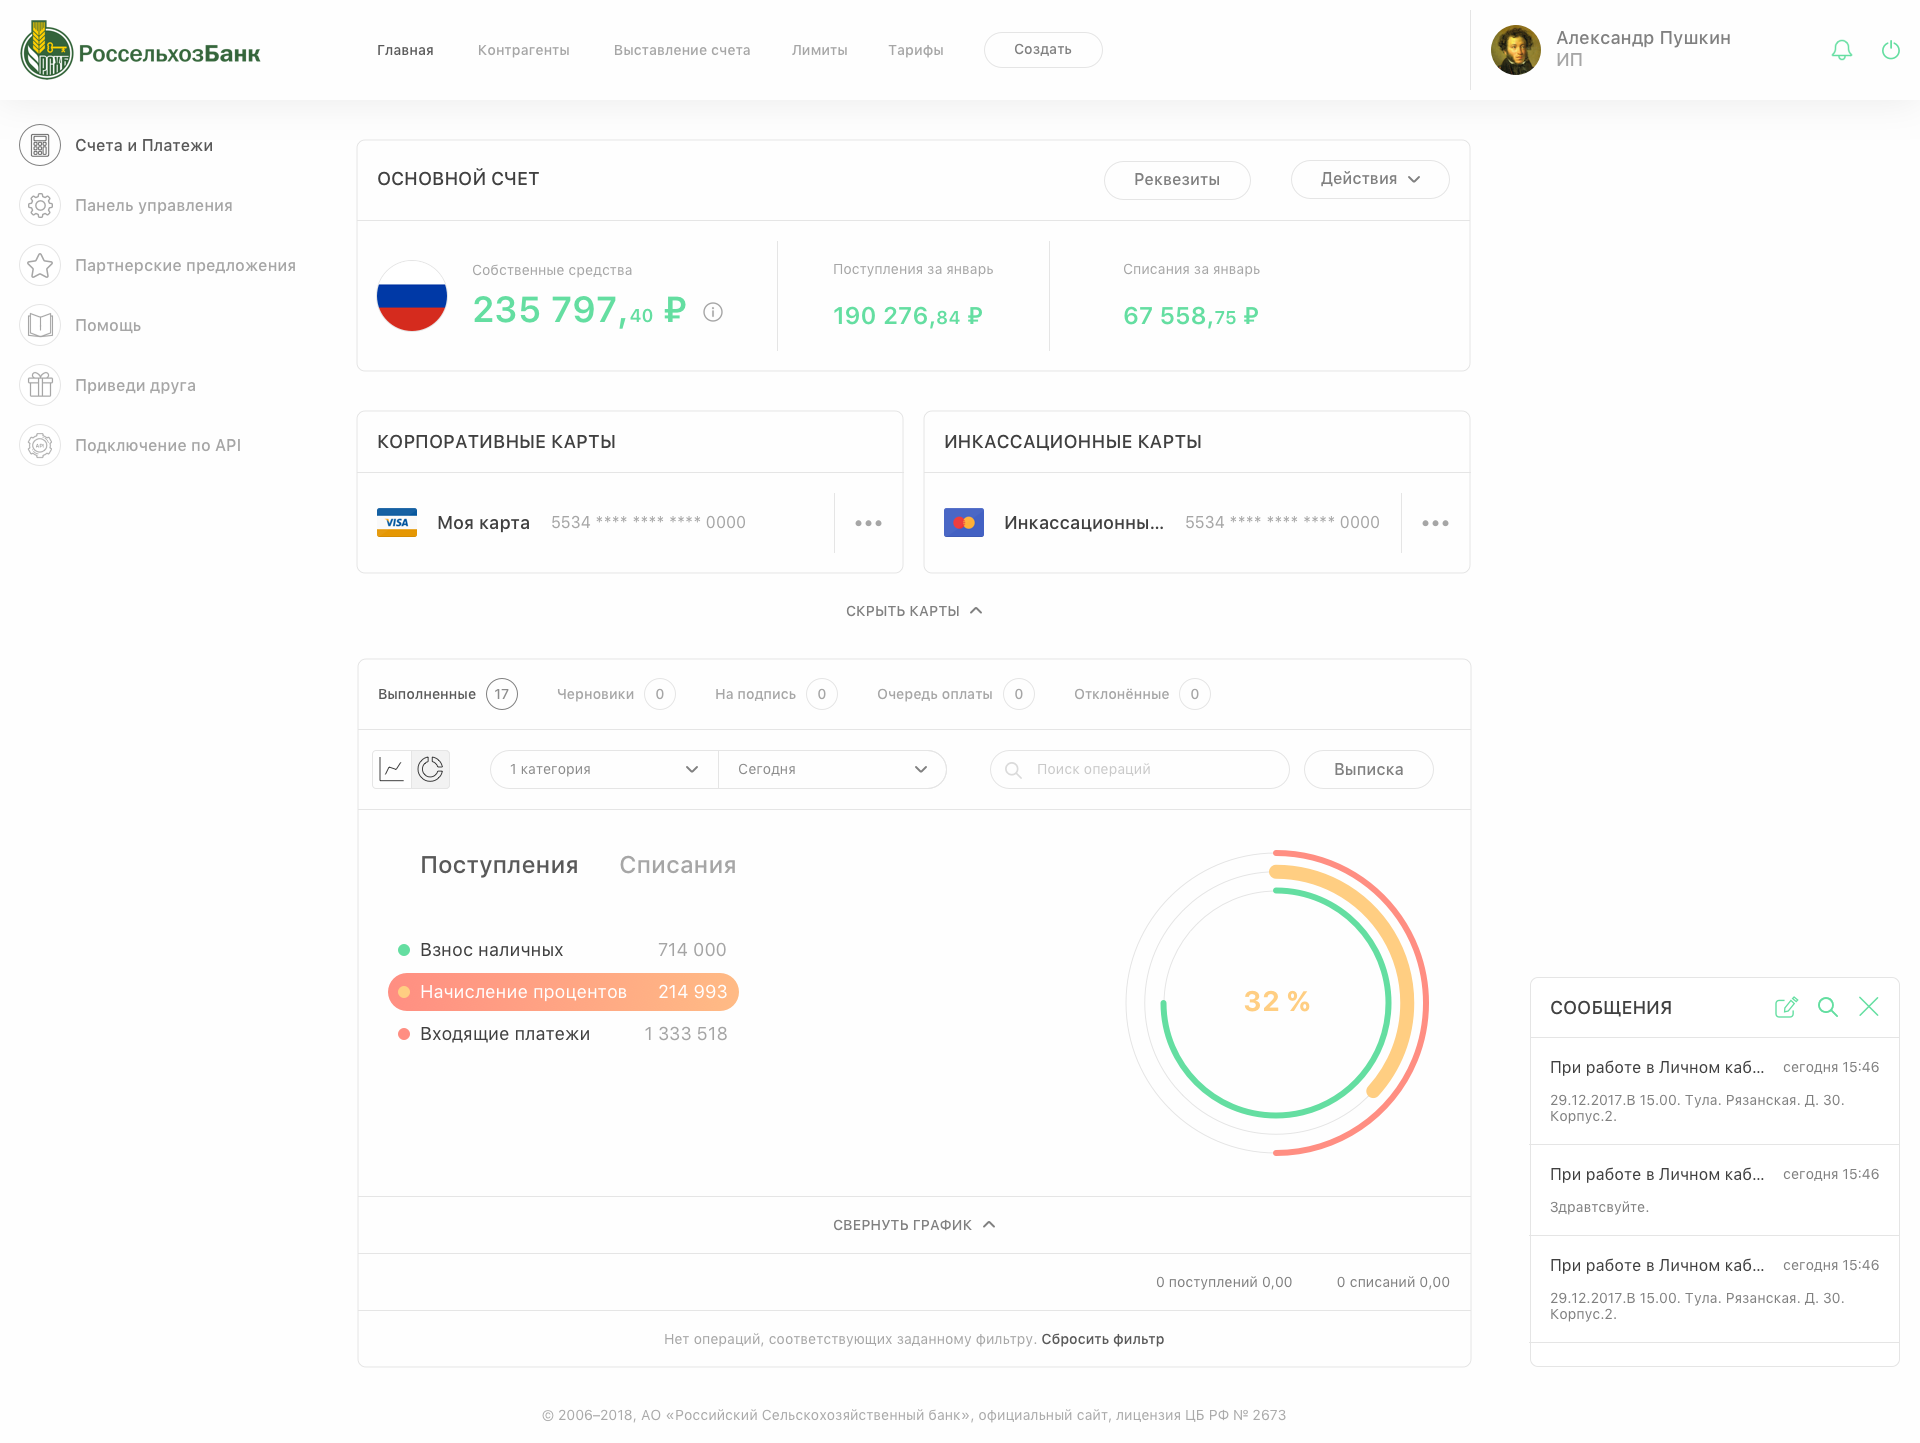 РоссельхозБанк
Главная
Контрагенты
Выставление счета
Лимиты
Тарифы
Создать
Александр Пушкин
ИП
Счета и Платежи
Панель управления
Партнерские предложения
Помощь
Приведи друга
API
Подключение по API
ОСНОВНОЙ СЧЕТ
Реквизиты
Действия
Собственные средства
235 797,40 ₽
Поступления за январь
190 276,84 ₽
Списания за январь
67 558,75 ₽
КОРПОРАТИВНЫЕ КАРТЫ
VISA
Моя карта
5534 **** **** **** 0000
ИНКАССАЦИОННЫЕ КАРТЫ
Инкассационны...
5534 **** **** **** 0000
СКРЫТЬ КАРТЫ
Выполненные 17
Черновики 0
На подпись 0
Очередь оплаты 0
Отклонённые 0
1 категория
Сегодня
Поиск операций
Выписка
Поступления
Списания
Взнос наличных 714 000
Начисление процентов 214 993
Входящие платежи 1 333 518
32 %
СВЕРНУТЬ ГРАФИК
0 поступлений 0,00
0 списаний 0,00
Нет операций, соответствующих заданному фильтру. Сбросить фильтр
СООБЩЕНИЯ
При работе в Личном каб... сегодня 15:46
29.12.2017.В 15.00. Тула. Рязанская. Д. 30.
Корпус.2.
При работе в Личном каб... сегодня 15:46
Здравтсвуйте.
При работе в Личном каб... сегодня 15:46
29.12.2017.В 15.00. Тула. Рязанская. Д. 30.
Корпус.2.
© 2006–2018, АО «Российский Сельскохозяйственный банк», официальный сайт, лицензия ЦБ РФ № 2673